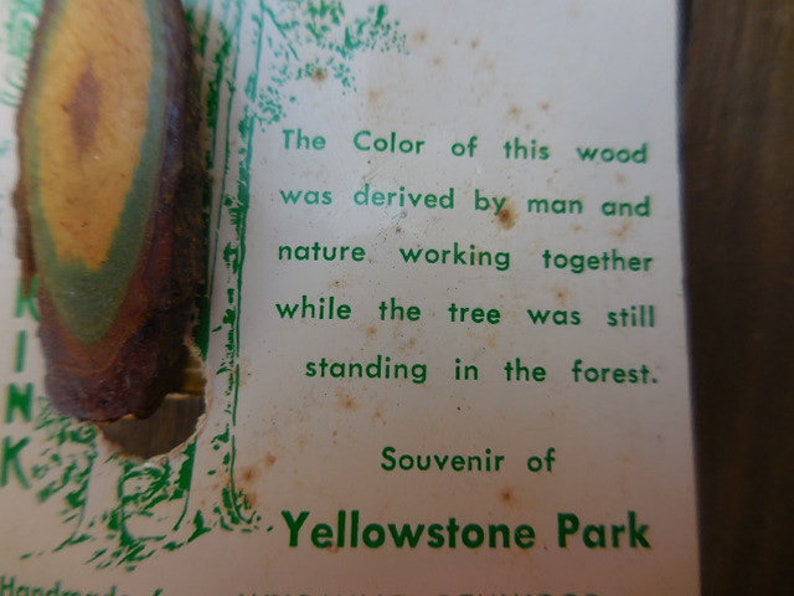 The Color of this wood
was derived by man and
nature working together
while the tree was still
standing in the forest.
Souvenir of
Yellowstone Park
K
I
N
K
Handmade